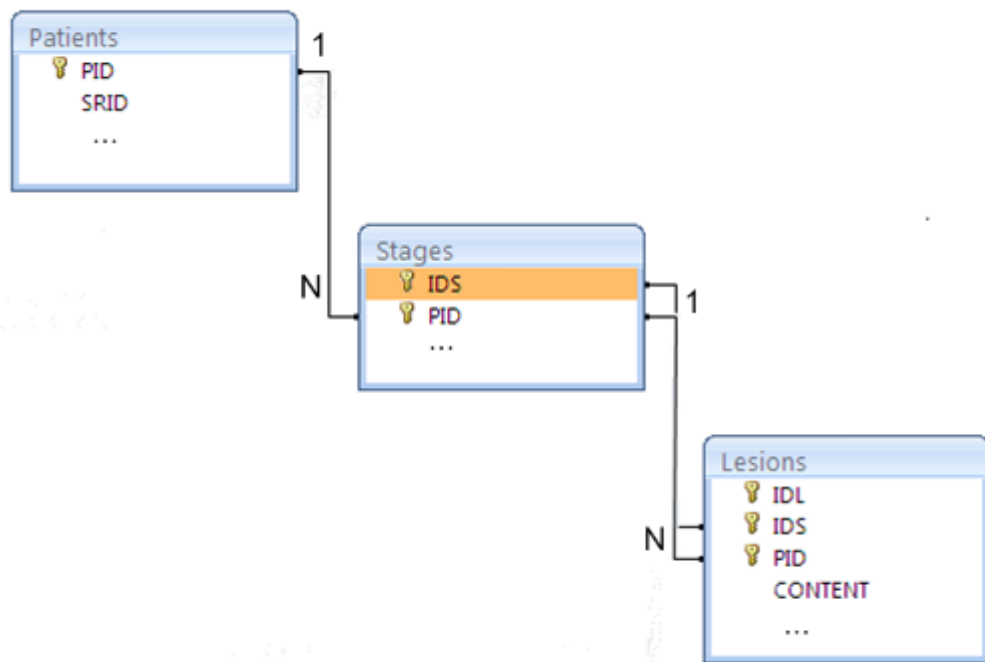 Patients
PID
SRID
...
1
N
Stages
IDS
PID
...
1
N
Lesions
IDL
IDS
PID
CONTENT
...